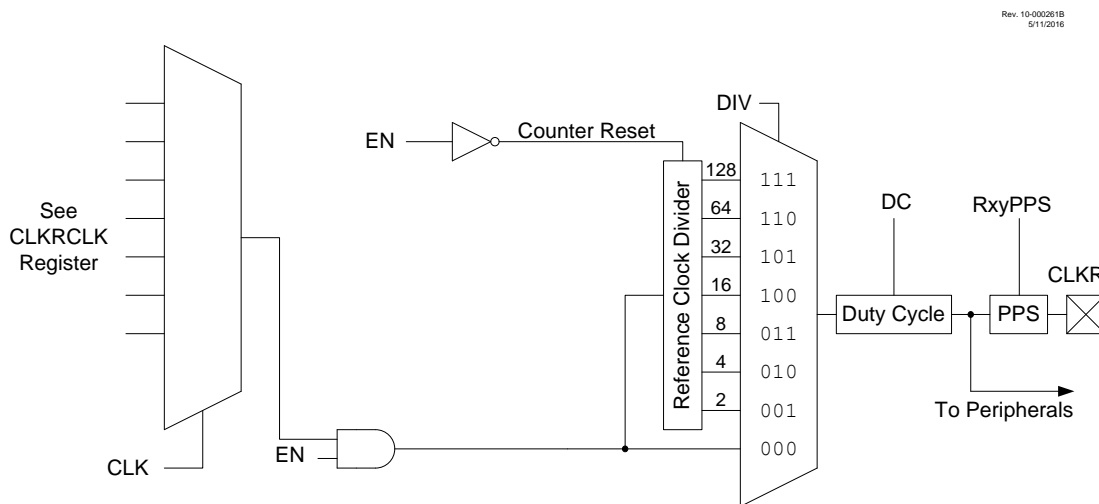 Rev. 10-000261B
5/11/2016
DIV
EN
Counter Reset
128
111
See
CLKRCLK
Register
Reference Clock Divider
64
110
DC
RxyPPS
32
101
CLKR
16
100
Duty Cycle
PPS
8
011
4
010
2
001
To Peripherals
EN
000
CLK